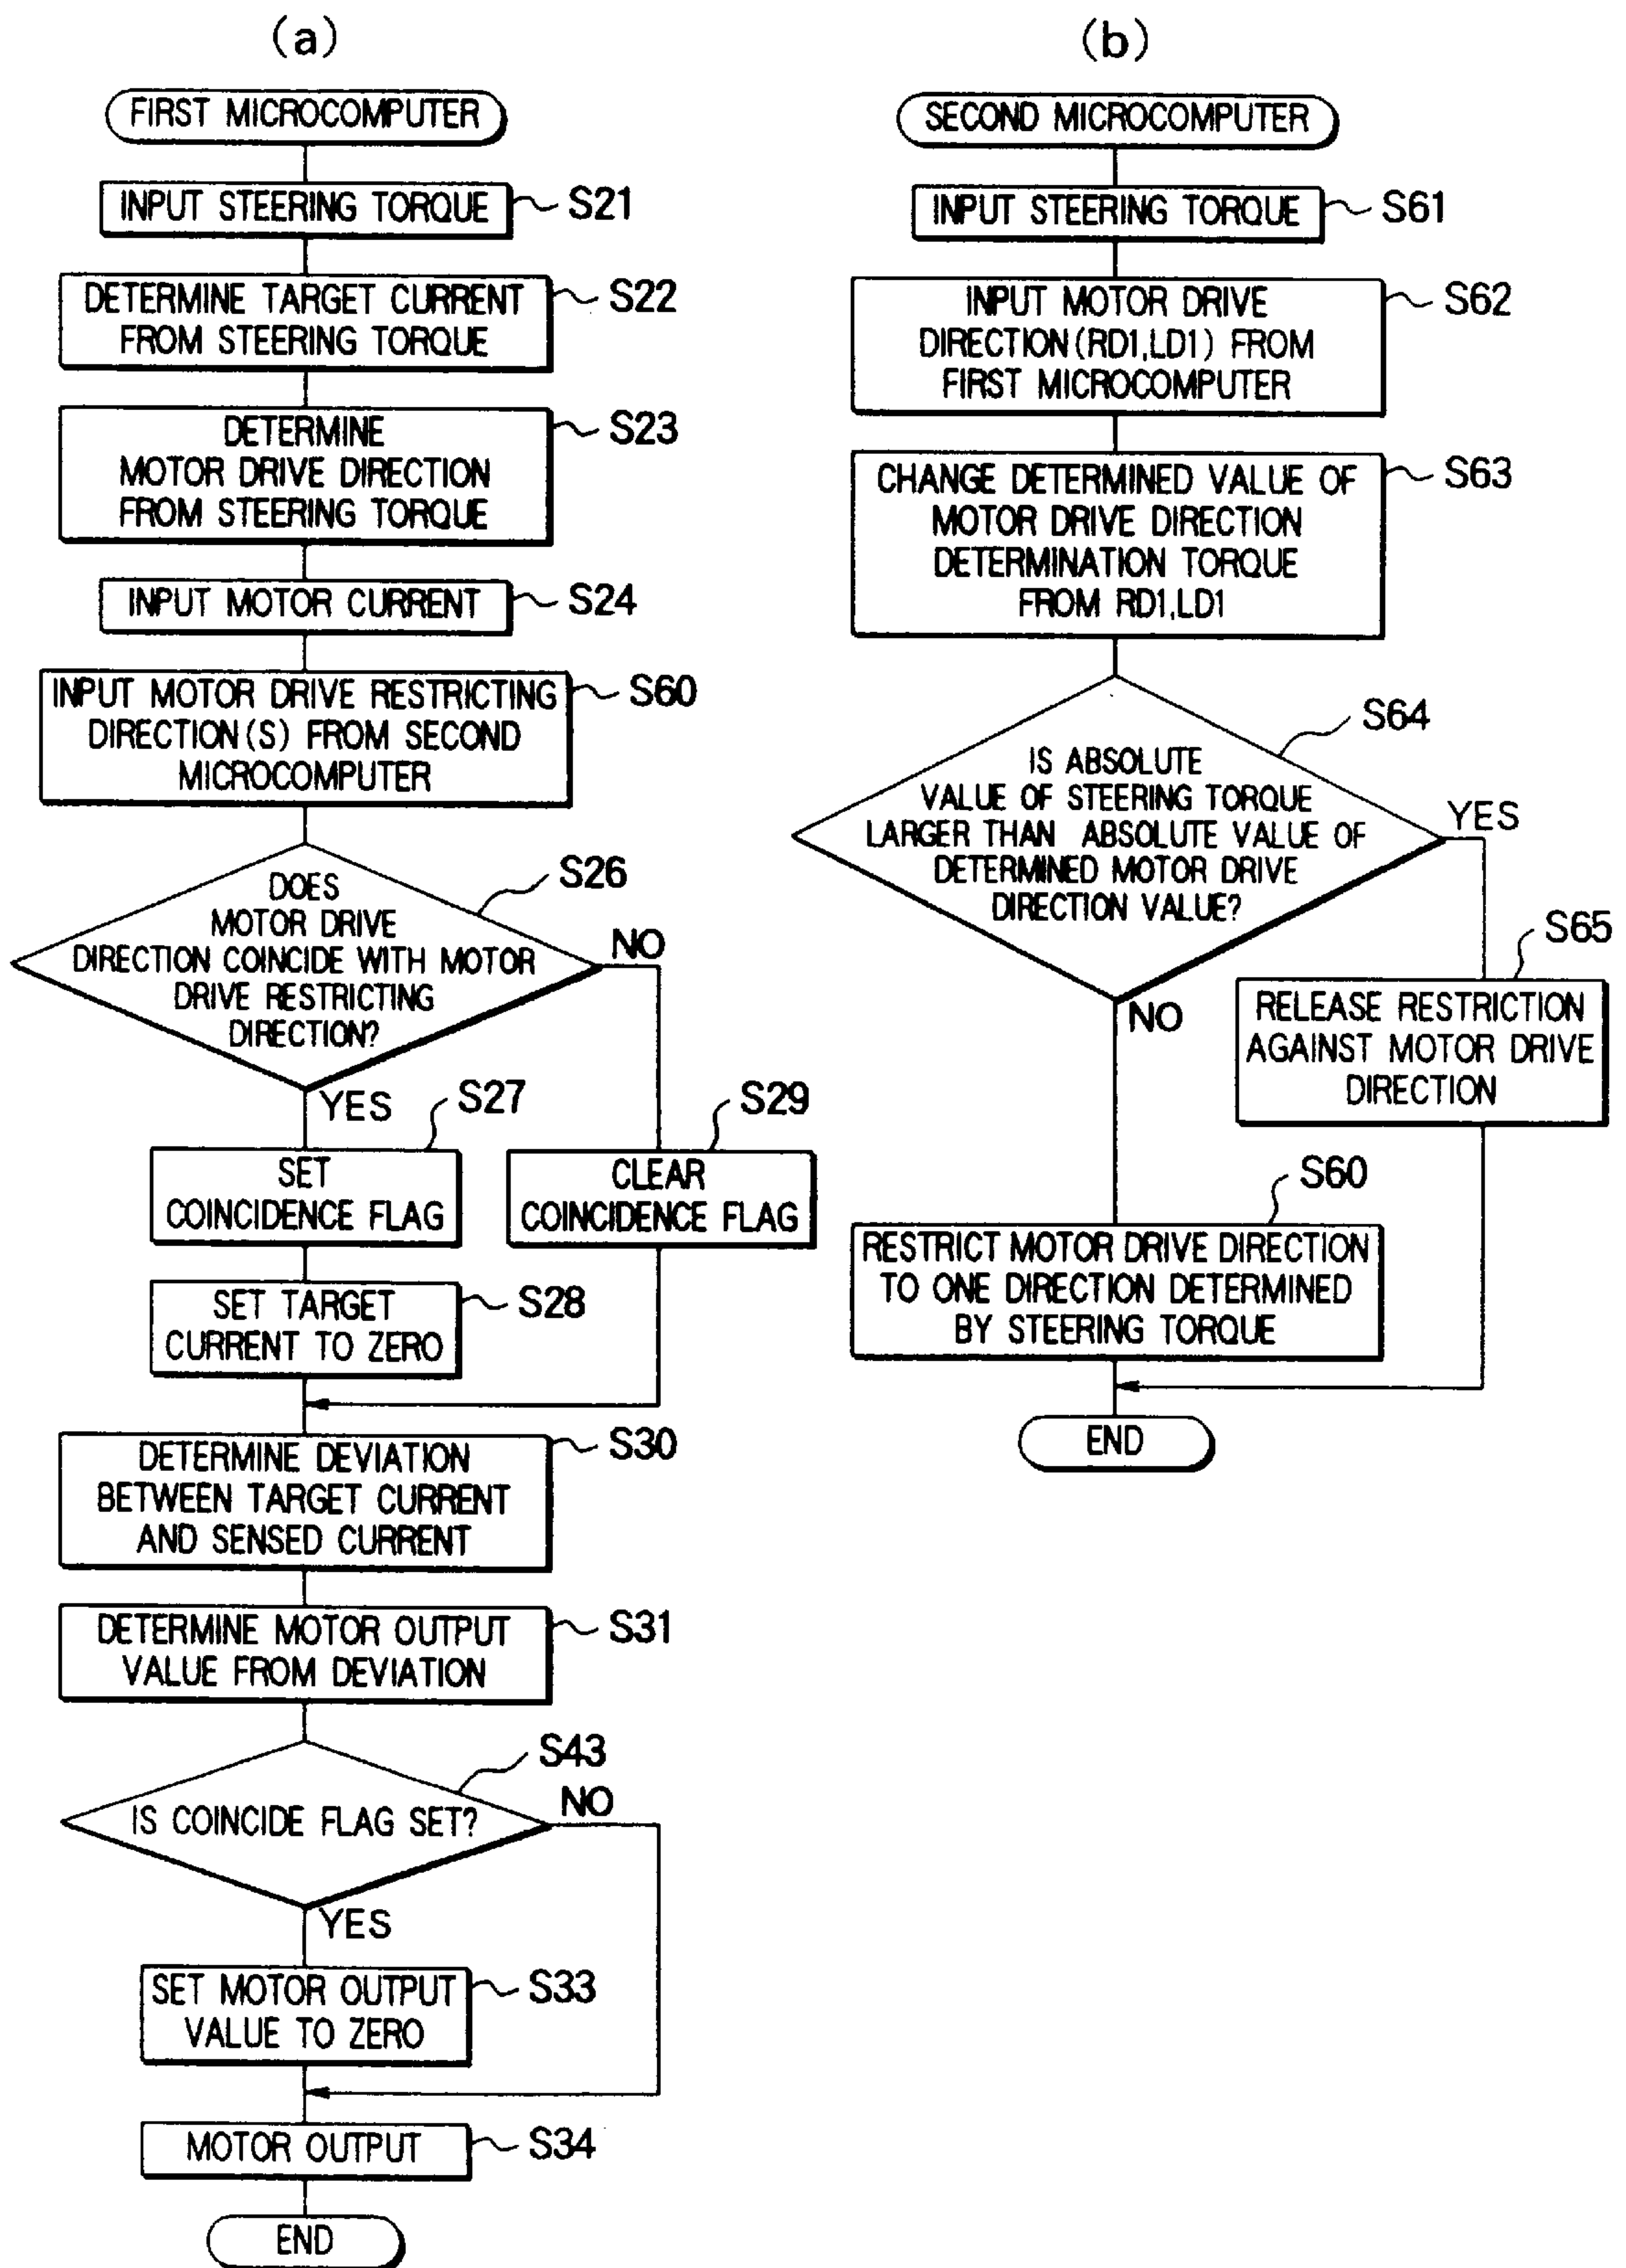 (a)
FIRST MICROCOMPUTER
INPUT STEERING TORQUE
S21
DETERMINE TARGET CURRENT
FROM STEERING TORQUE
S22
DETERMINE
MOTOR DRIVE DIRECTION
FROM STEERING TORQUE
S23
INPUT MOTOR CURRENT
S24
INPUT MOTOR DRIVE RESTRICTING
DIRECTION(S) FROM SECOND
MICROCOMPUTER
S60
DOES
MOTOR DRIVE
DIRECTION COINCIDE WITH MOTOR
DRIVE RESTRICTING
DIRECTION?
S26
NO
YES
SET
COINCIDENCE FLAG
S27
CLEAR
COINCIDENCE FLAG
S29
SET TARGET
CURRENT TO ZERO
S28
DETERMINE DEVIATION
BETWEEN TARGET CURRENT
AND SENSED CURRENT
S30
DETERMINE MOTOR OUTPUT
VALUE FROM DEVIATION
S31
IS COINCIDE FLAG SET?
S43
NO
YES
SET MOTOR OUTPUT
VALUE TO ZERO
S33
MOTOR OUTPUT
S34
END
(b)
SECOND MICROCOMPUTER
INPUT STEERING TORQUE
S61
INPUT MOTOR DRIVE
DIRECTION(RD1,LD1) FROM
FIRST MICROCOMPUTER
S62
CHANGE DETERMINED VALUE OF
MOTOR DRIVE DIRECTION
DETERMINATION TORQUE
FROM RD1,LD1
S63
IS ABSOLUTE
VALUE OF STEERING TORQUE
LARGER THAN ABSOLUTE VALUE OF
DETERMINED MOTOR DRIVE
DIRECTION VALUE?
S64
YES
NO
RELEASE RESTRICTION
AGAINST MOTOR DRIVE
DIRECTION
S65
RESTRICT MOTOR DRIVE DIRECTION
TO ONE DIRECTION DETERMINED
BY STEERING TORQUE
S60
END